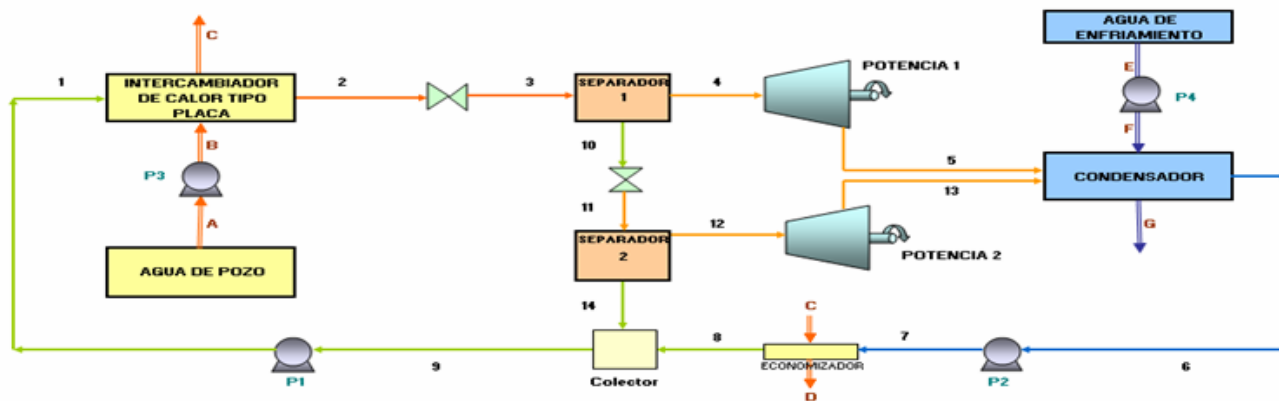 C
AGUA DE
ENFRIAMIENTO
1
INTERCAMBIADOR
DE CALOR TIPO
PLACA
2
3
SEPARADOR
1
4
POTENCIA 1
E
P4
F
B
P3
A
10
5
13
CONDENSADOR
11
SEPARADOR
2
12
POTENCIA 2
G
AGUA DE POZO
14
C
P1
9
Colector
8
ECONOMIZADOR
D
7
P2
6